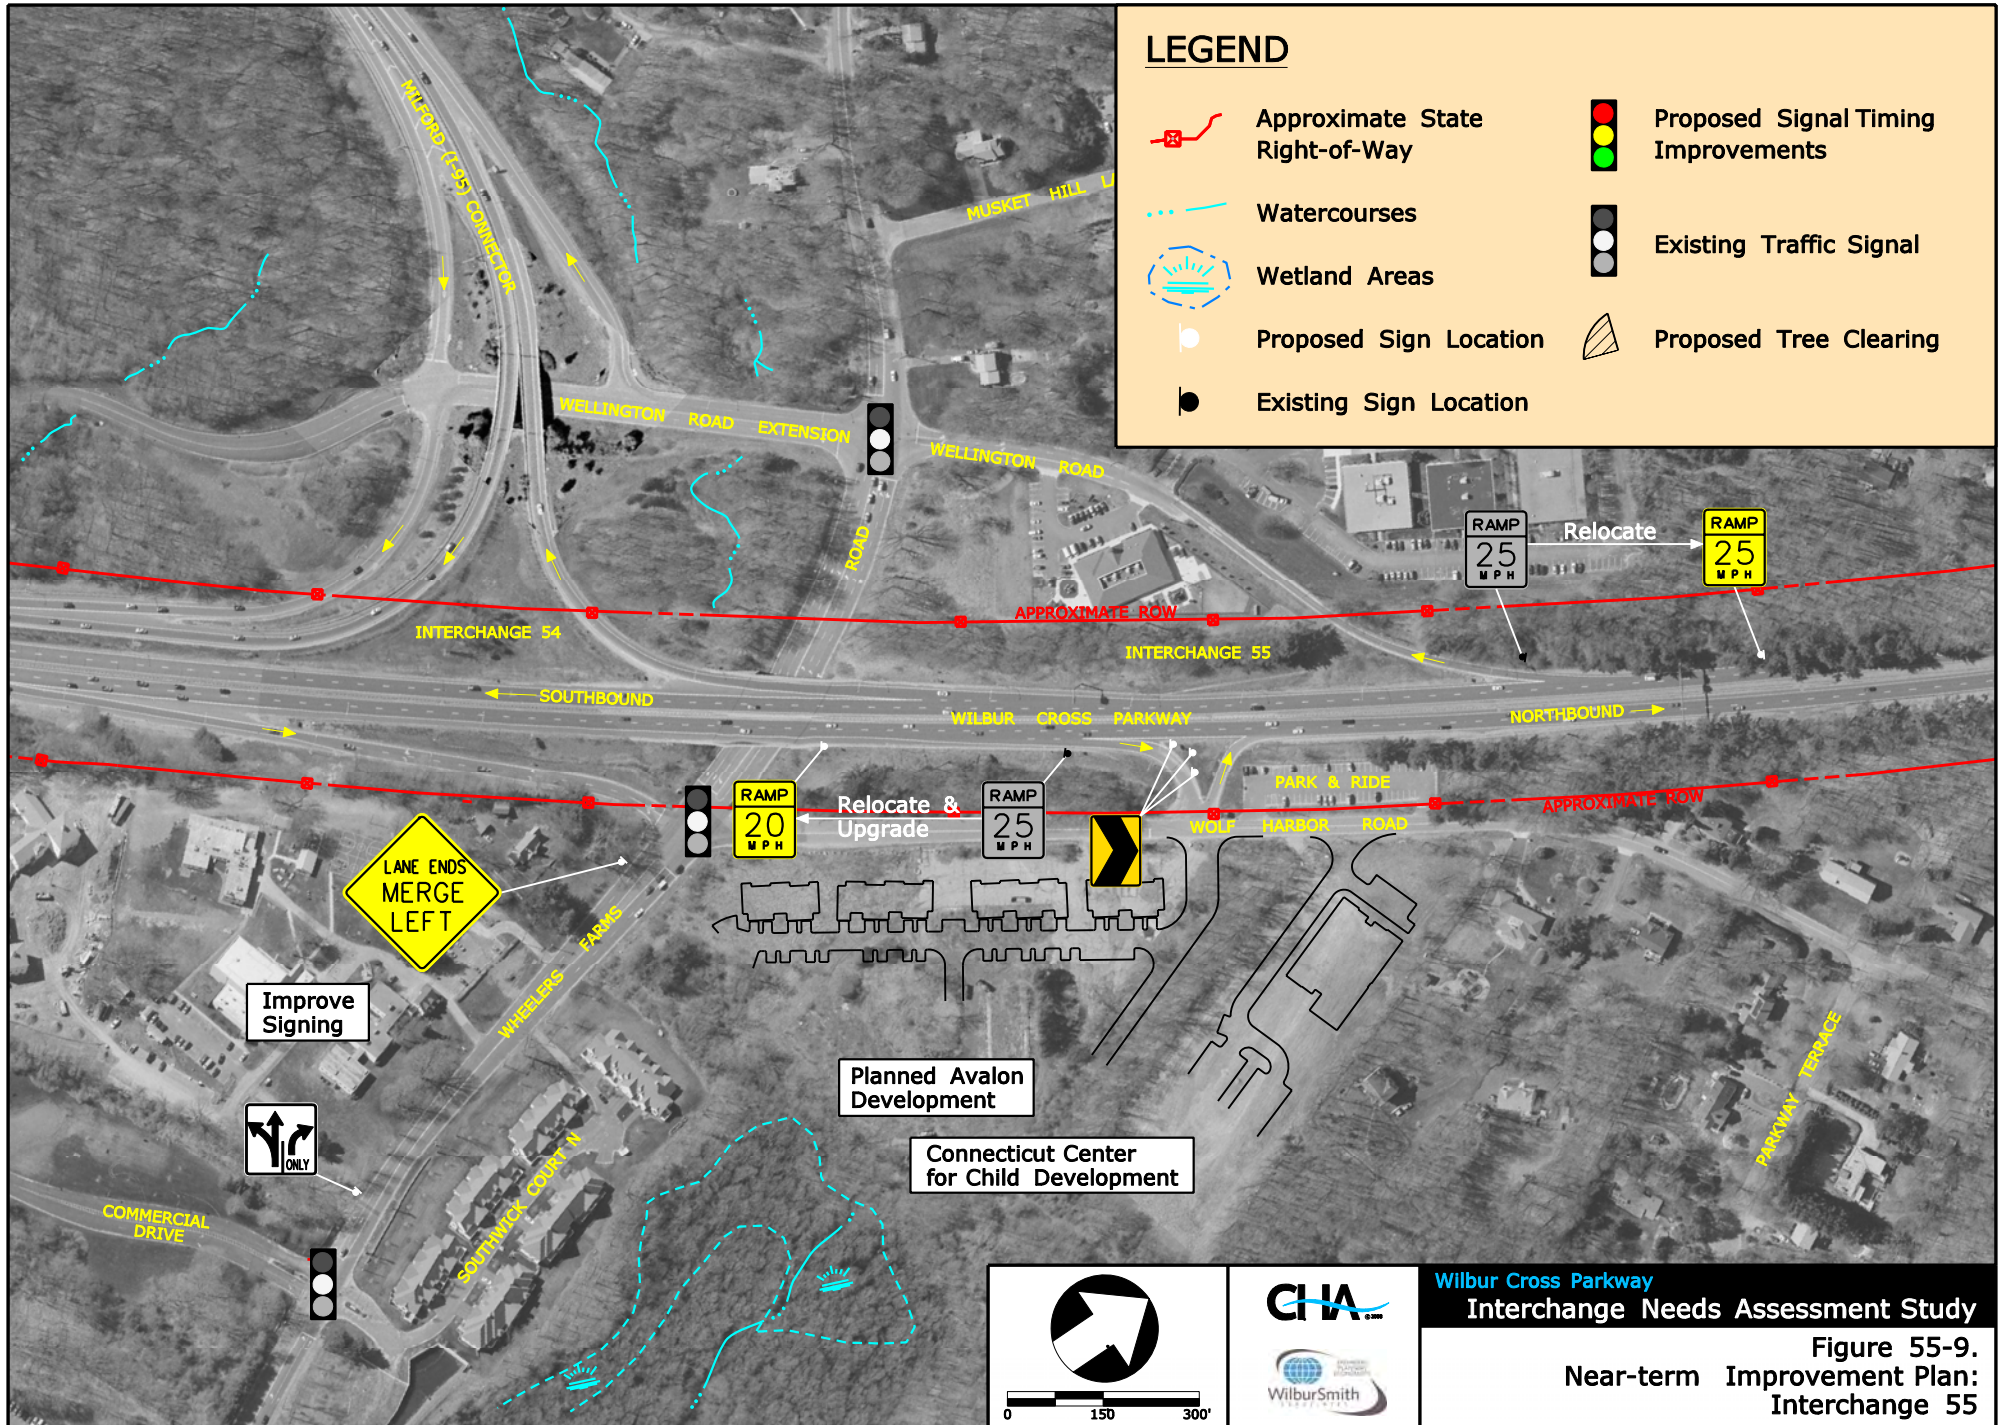 LEGEND
Approximate State
Right-of-Way
Watercourses
Wetland Areas
Proposed Sign Location
Existing Sign Location
Proposed Signal Timing
Improvements
Existing Traffic Signal
Proposed Tree Clearing
MILFORD (I-95) CONNECTOR
MUSKET HILL LA
WELLINGTON ROAD EXTENSION
WELLINGTON ROAD
ROAD
RAMP
25
MPH
Relocate
RAMP
25
MPH
APPROXIMATE ROW
INTERCHANGE 54
INTERCHANGE 55
SOUTHBOUND
WILBUR CROSS PARKWAY
NORTHBOUND
PARK & RIDE
APPROXIMATE ROW
RAMP
20
MPH
Relocate &
Upgrade
RAMP
25
MPH
WOLF HARBOR ROAD
LANE ENDS
MERGE
LEFT
WHEELERS FARMS
Improve
Signing
Planned Avalon
Development
Connecticut Center
for Child Development
ONLY
COMMERCIAL
DRIVE
SOUTHWICK COURT N
PARKWAY TERRACE
0 150 300'
CHA
WilburSmith
ASSOCIATES
Wilbur Cross Parkway
Interchange Needs Assessment Study
Figure 55-9.
Near-term Improvement Plan:
Interchange 55